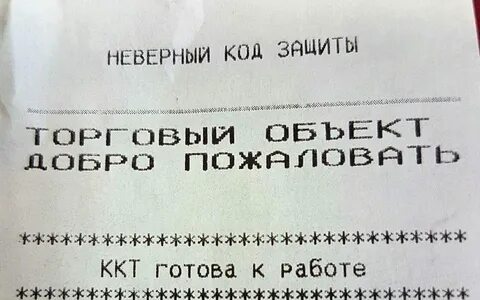 НЕВЕРНЫЙ КОД ЗАЩИТЫ
ТОРГОВЫЙ ОБЪЕКТ
ДОБРО ПОЖАЛОВАТЬ
****************************************
ККТ готова к работе
****************************************